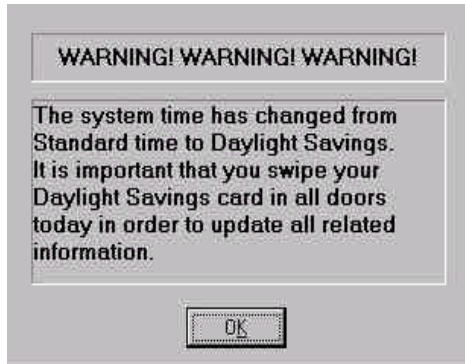 WARNING! WARNING! WARNING!
The system time has changed from
Standard time to Daylight Savings.
It is important that you swipe your
Daylight Savings card in all doors
today in order to update all related
information.
OK